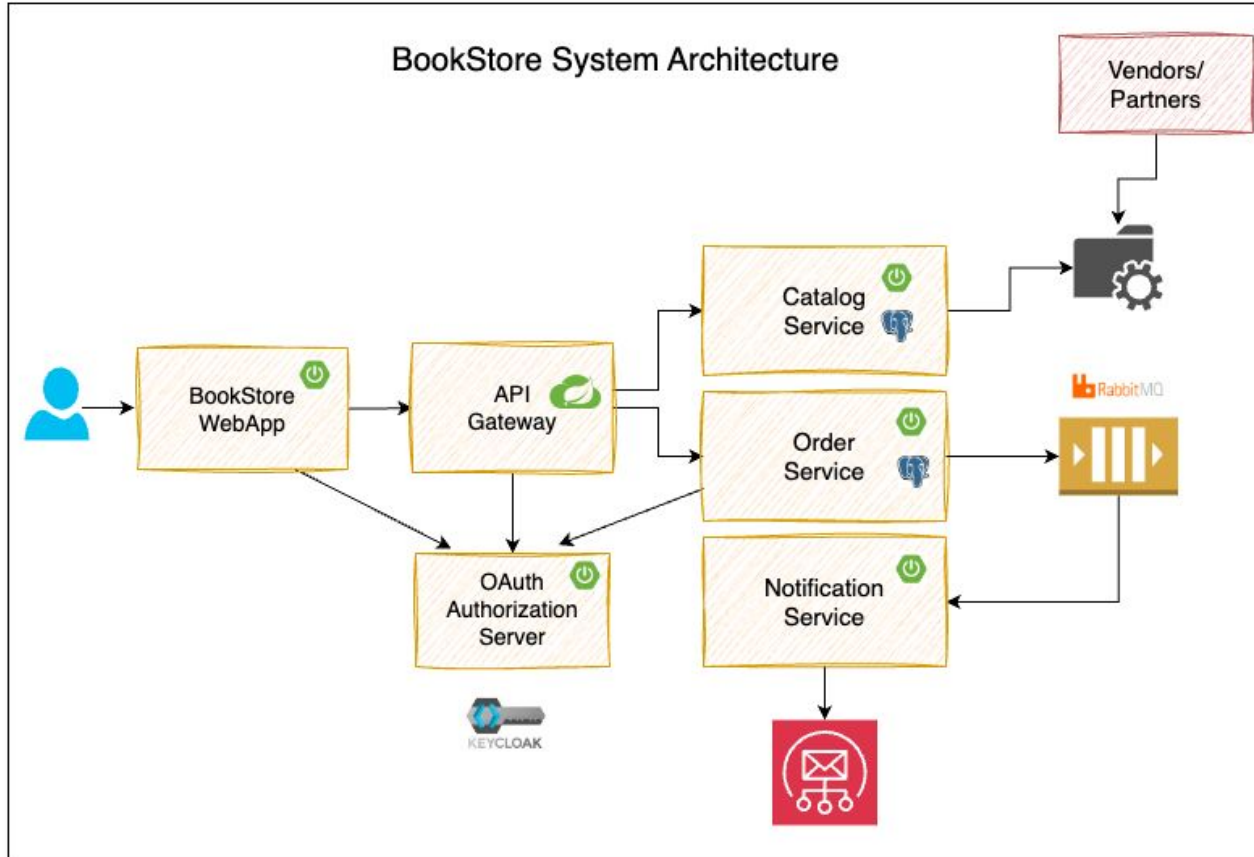 BookStore System Architecture
Vendors/
Partners
Catalog
Service
BookStore
WebApp
API
Gateway
RabbitMQ
Order
Service
OAuth
Authorization
Server
Notification
Service
KEYCLOAK